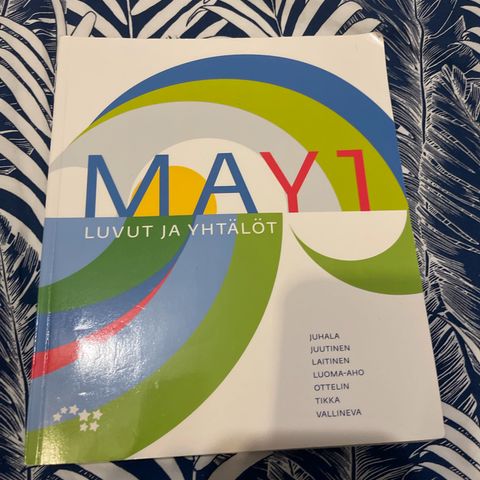 MAY1
LUVUT JA YHTÄLÖT
JUHALA
JUUTINEN
LAITINEN
LUOMA-AHO
OTTELIN
TIKKA
VALLINEVA